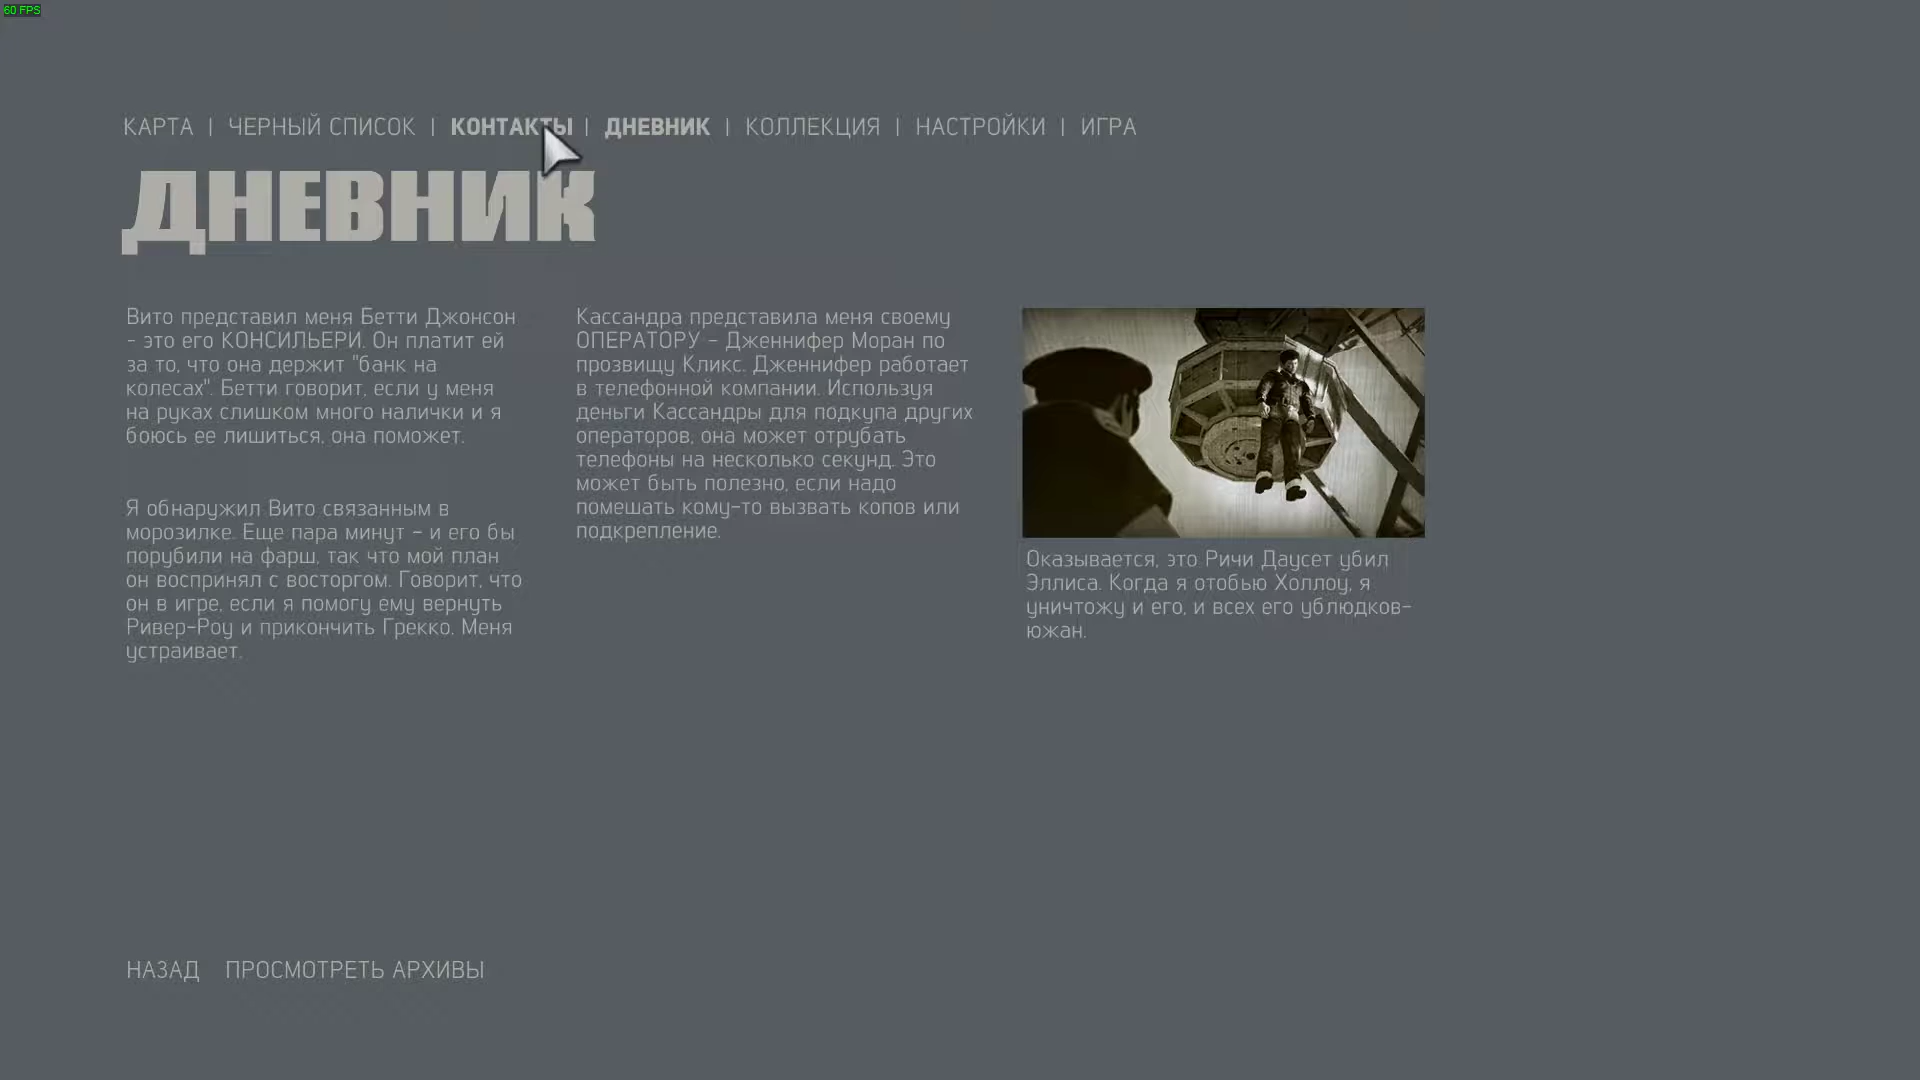 60 FPS
КАРТА | ЧЕРНЫЙ СПИСОК | КОНТАКТЫ | ДНЕВНИК | КОЛЛЕКЦИЯ | НАСТРОЙКИ | ИГРА
ДНЕВНИК
Вито представил меня Бетти Джонсон
- это его КОНСИЛЬЕРИ. Он платит ей
за то, что она держит "банк на
колесах". Бетти говорит, если у меня
на руках слишком много налички и я
боюсь ее лишиться, она поможет.
Я обнаружил Вито связанным в
морозилке. Еще пара минут - и его бы
порубили на фарш, так что мой план
он воспринял с восторгом. Говорит, что
он в игре, если я помогу ему вернуть
Ривер-Роу и прикончить Грекко. Меня
устраивает.
Кассандра представила меня своему
ОПЕРАТОРУ - Дженнифер Моран по
прозвищу Кликс. Дженнифер работает
в телефонной компании. Используя
деньги Кассандры для подкупа других
операторов, она может отрубать
телефоны на несколько секунд. Это
может быть полезно, если надо
помешать кому-то вызвать копов или
подкрепление.
Оказывается, это Ричи Даусет убил
Эллиса. Когда я отобью Холлоу, я
уничтожу и его, и всех его ублюдков-
южан.
НАЗАД ПРОСМОТРЕТЬ АРХИВЫ